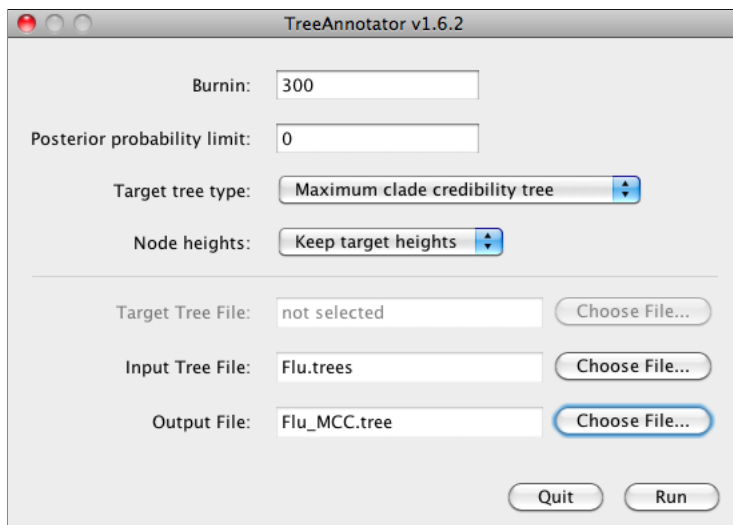 TreeAnnotator v1.6.2
Burnin: 300
Posterior probability limit: 0
Target tree type: Maximum clade credibility tree
Node heights: Keep target heights
Target Tree File: not selected Choose File...
Input Tree File: Flu.trees Choose File...
Output File: Flu_MCC.tree Choose File...
Quit Run